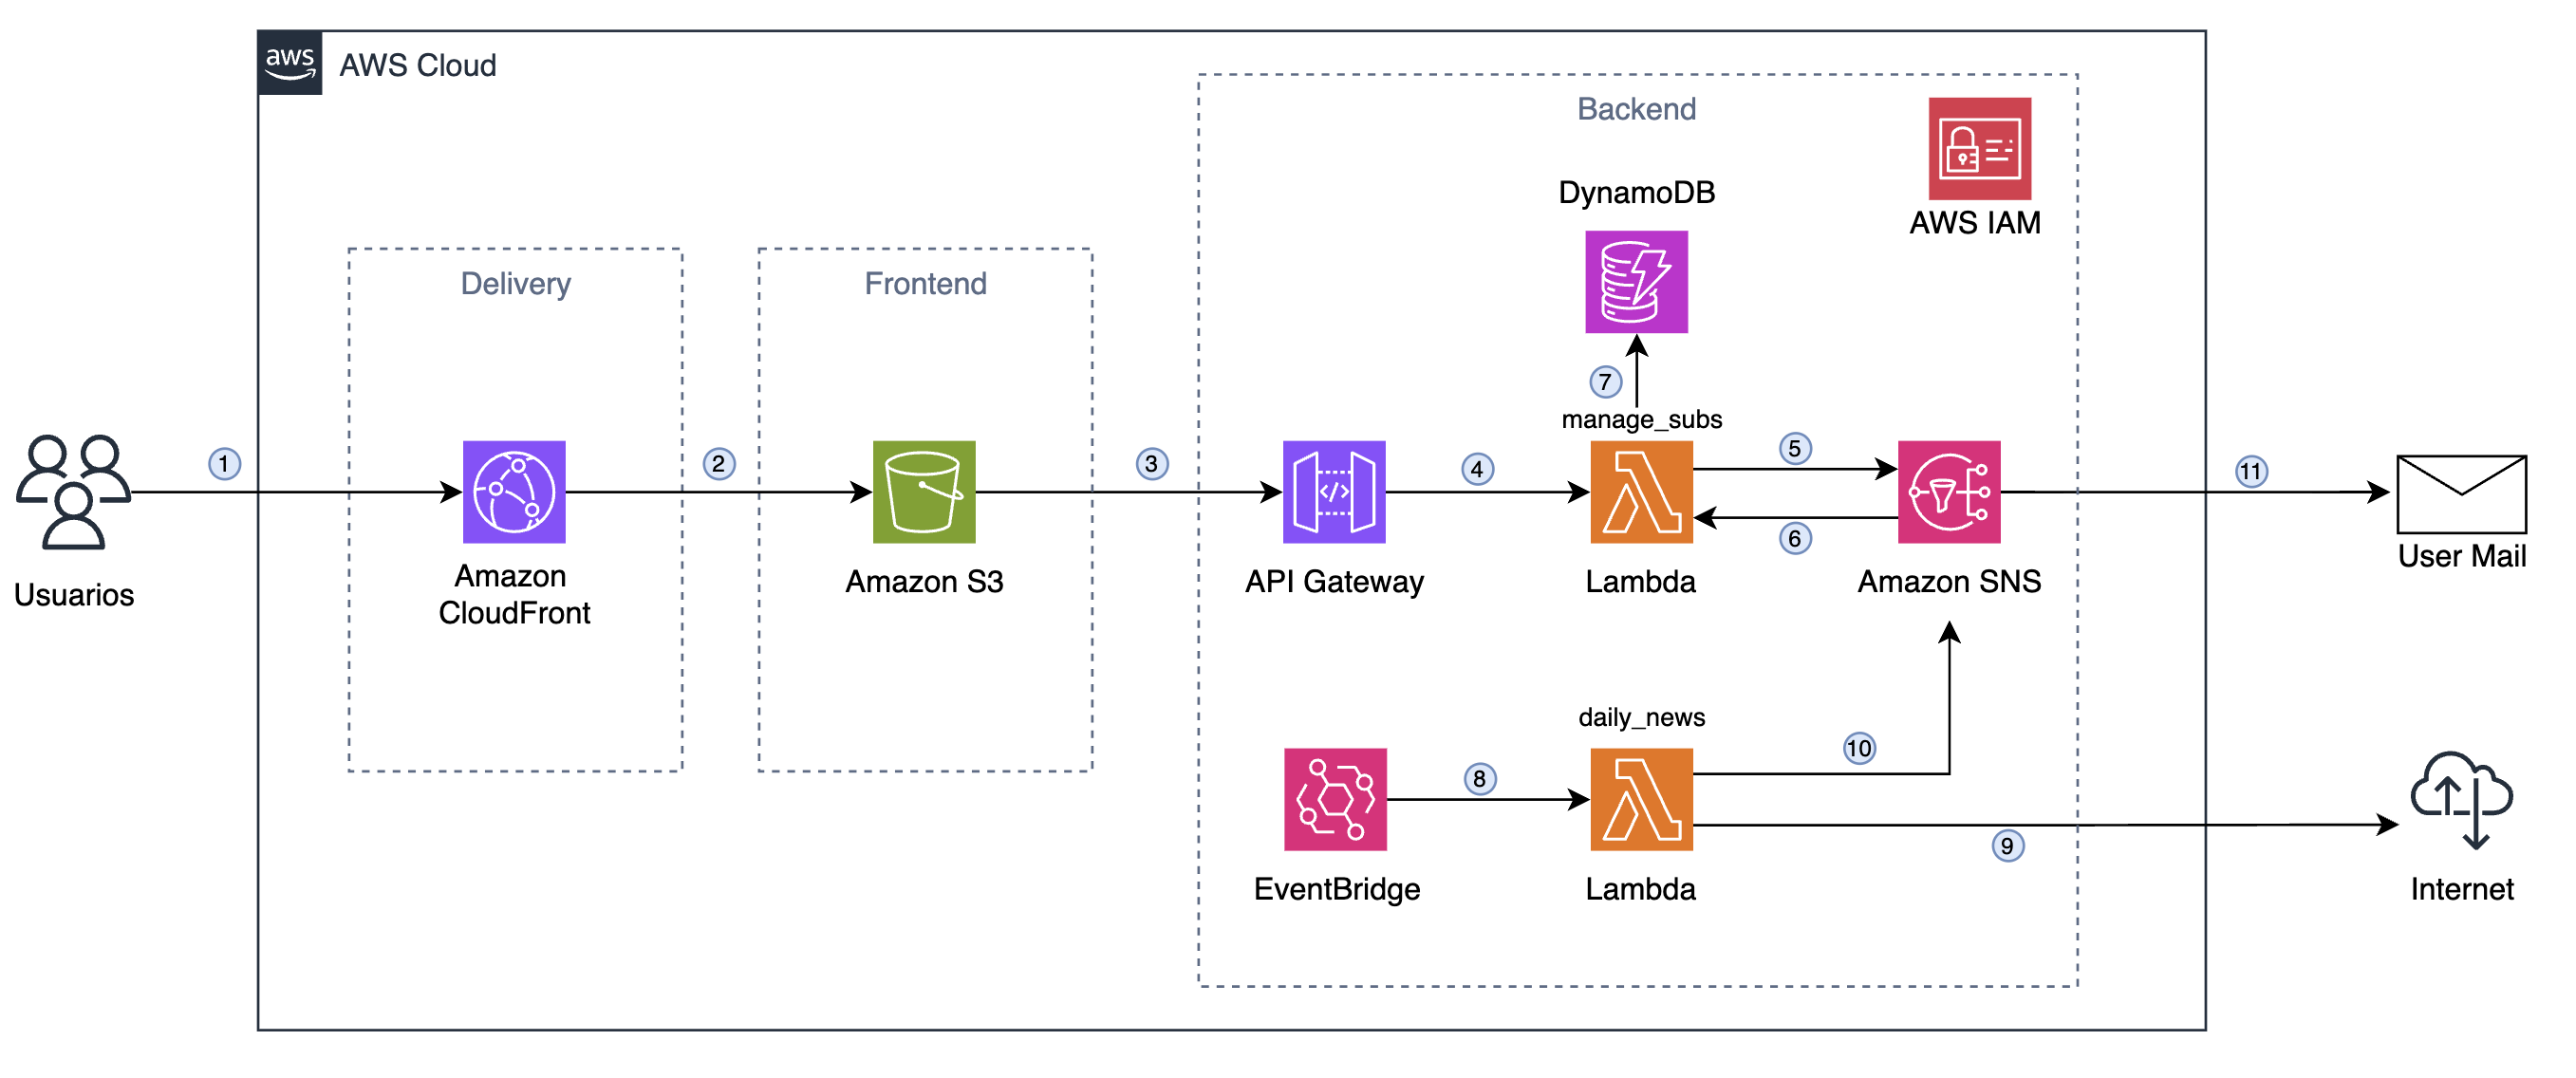 aws
AWS Cloud
Backend
DynamoDB
AWS IAM
Delivery
Frontend
7
manage_subs
1
2
3
4
5
6
11
Usuarios
Amazon
CloudFront
Amazon S3
API Gateway
Lambda
Amazon SNS
User Mail
daily_news
8
10
9
EventBridge
Lambda
Internet